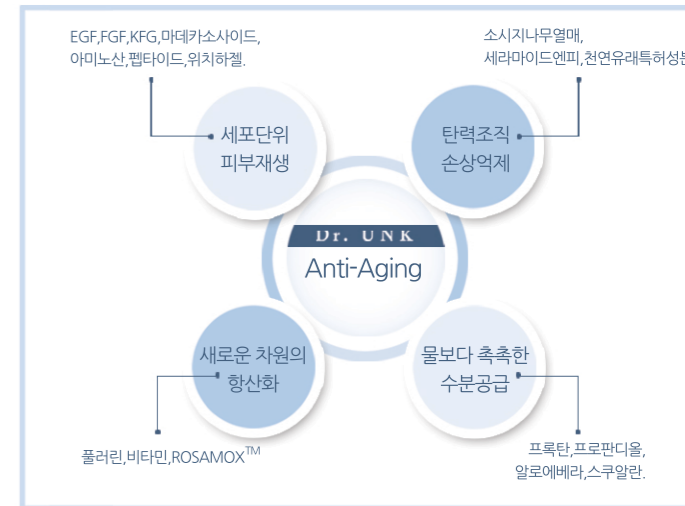 EGF,FGF,KFG,마데카소사이드,
아미노산,펩타이드,위치하젤.
소시지나무열매,
세라마이드엔피,천연유래특허성분
세포단위
피부재생
탄력조직
손상억제
Dr. UNK
Anti-Aging
새로운 차원의
항산화
물보다 촉촉한
수분공급
풀러린,비타민,ROSAMOX™
프록탄,프로판디올,
알로에베라,스쿠알란.